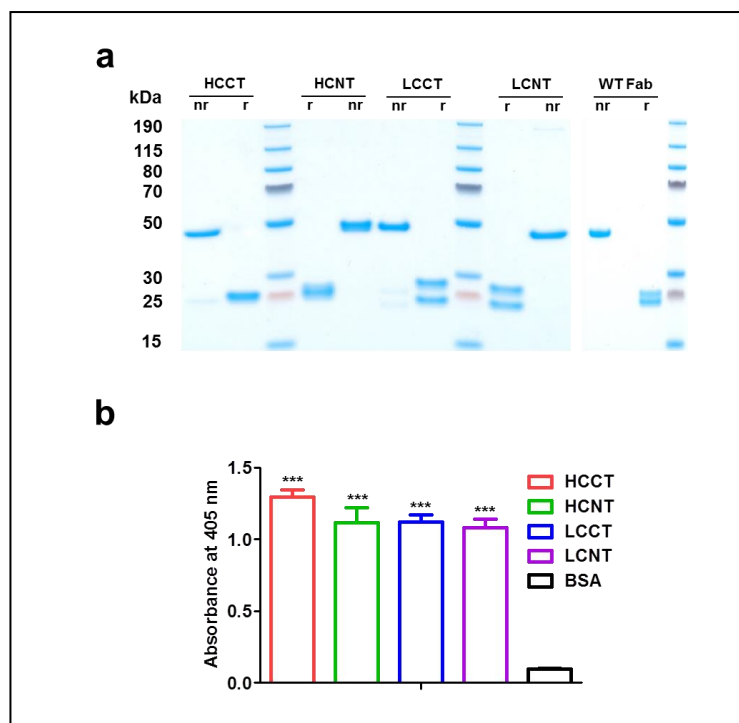 a
HCCT HCNT LCCT LCNT WT Fab
kDa nr r r nr nr r r nr nr r
190
115
80
70
50
30
25
15
b
1.5
1.0
0.5
0.0
Absorbance at 405 nm
*** *** *** ***
HCCT
HCNT
LCCT
LCNT
BSA